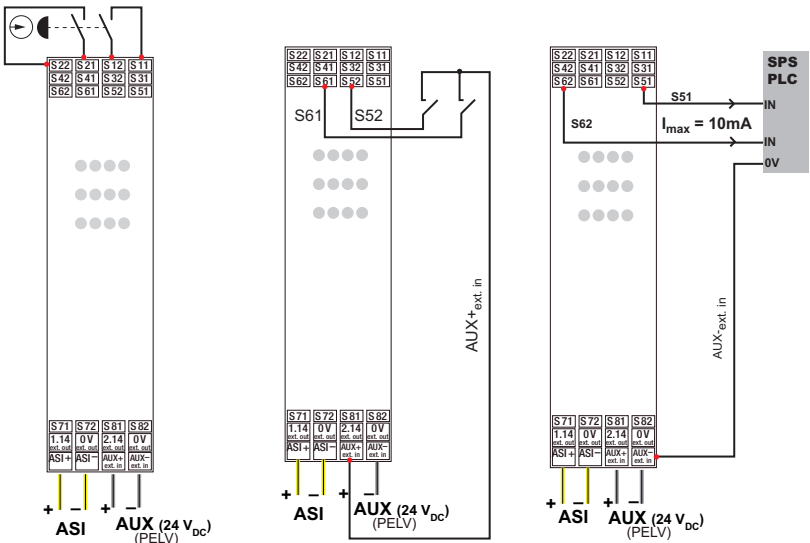 S22 S21 S12 S11
S42 S41 S32 S31
S62 S61 S52 S51
S71 S72 S81 S82
1.14 ext. out 0V ext. out 2.14 ext. out 0V ext. out
ASI+ ASI− AUX+ ext. in AUX− ext. in
+ − + −
ASI AUX (24 VDC)
(PELV)
S22 S21 S12 S11
S42 S41 S32 S31
S62 S61 S52 S51
S61 S52
AUX+ext. in
S71 S72 S81 S82
1.14 ext. out 0V ext. out 2.14 ext. out 0V ext. out
ASI+ ASI− AUX+ ext. in AUX− ext. in
+ − + −
ASI AUX (24 VDC)
(PELV)
S22 S21 S12 S11
S42 S41 S32 S31
S62 S61 S52 S51
SPS
PLC
S51
IN
S62 Imax = 10mA
IN
0V
AUX-ext. in
S71 S72 S81 S82
1.14 ext. out 0V ext. out 2.14 ext. out 0V ext. out
ASI+ ASI− AUX+ ext. in AUX− ext. in
+ − + −
ASI AUX (24 VDC)
(PELV)